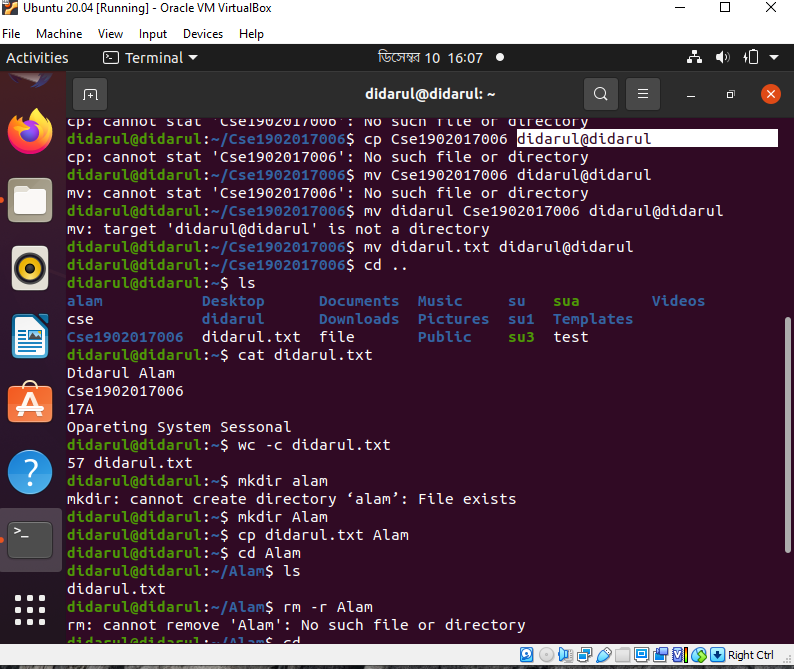 Ubuntu 20.04 [Running] - Oracle VM VirtualBox
File Machine View Input Devices Help
Activities Terminal ডিসেম্বর 10 16:07
didarul@didarul: ~
cp: cannot stat 'Cse1902017006': No such file or directory
didarul@didarul:~/Cse1902017006$ cp Cse1902017006 didarul@didarul
cp: cannot stat 'Cse1902017006': No such file or directory
didarul@didarul:~/Cse1902017006$ mv Cse1902017006 didarul@didarul
mv: cannot stat 'Cse1902017006': No such file or directory
didarul@didarul:~/Cse1902017006$ mv didarul Cse1902017006 didarul@didarul
mv: target 'didarul@didarul' is not a directory
didarul@didarul:~/Cse1902017006$ mv didarul.txt didarul@didarul
didarul@didarul:~/Cse1902017006$ cd ..
didarul@didarul:~$ ls
alam Desktop Documents Music su sua Videos
cse didarul Downloads Pictures su1 Templates
Cse1902017006 didarul.txt file Public su3 test
didarul@didarul:~$ cat didarul.txt
Didarul Alam
Cse1902017006
17A
Opareting System Sessonal
didarul@didarul:~$ wc -c didarul.txt
57 didarul.txt
didarul@didarul:~$ mkdir alam
mkdir: cannot create directory ‘alam’: File exists
didarul@didarul:~$ mkdir Alam
didarul@didarul:~$ cp didarul.txt Alam
didarul@didarul:~$ cd Alam
didarul@didarul:~/Alam$ ls
didarul.txt
didarul@didarul:~/Alam$ rm -r Alam
rm: cannot remove 'Alam': No such file or directory
didarul@didarul:~/Alam$ cd
Right Ctrl